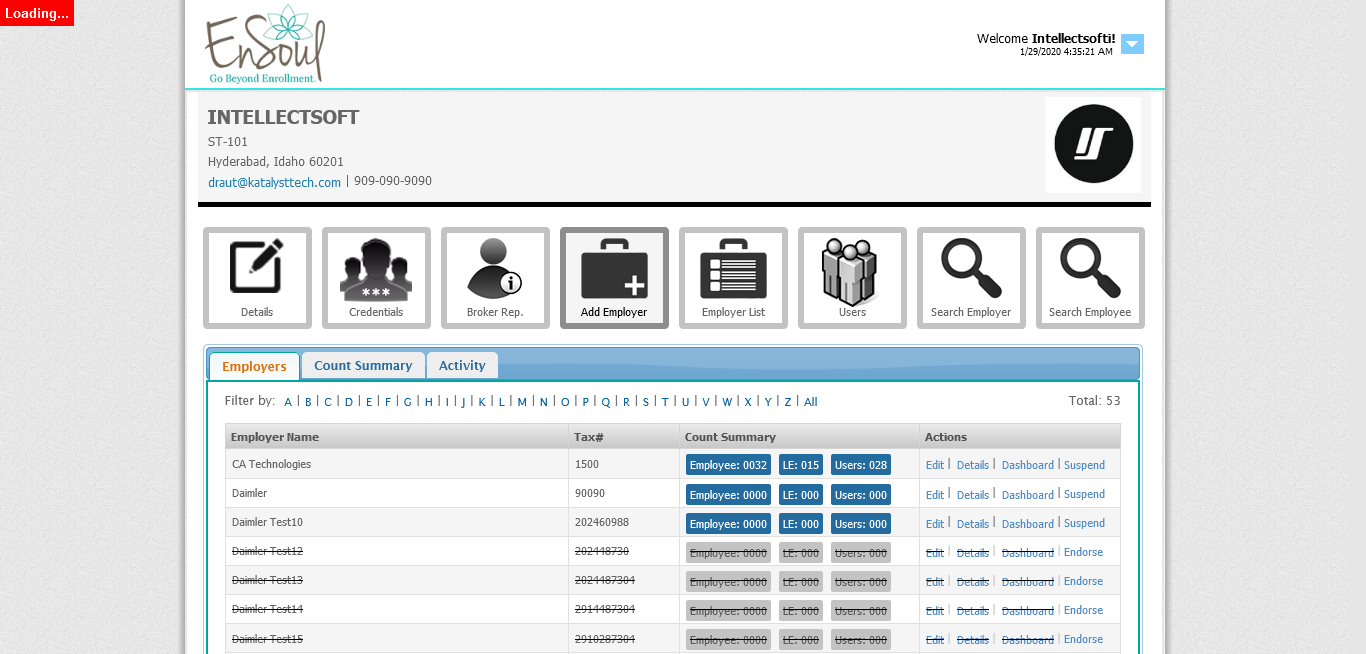 Loading...
EnSoul
Go Beyond Enrollment.
Welcome Intellectsofti!
1/29/2020 4:35:21 AM
INTELLECTSOFT
ST-101
Hyderabad, Idaho 60201
draut@katalysttech.com | 909-090-9090
***
Details Credentials Broker Rep. Add Employer Employer List Users Search Employer Search Employee
Employers Count Summary Activity
Filter by: A | B | C | D | E | F | G | H | I | J | K | L | M | N | O | P | Q | R | S | T | U | V | W | X | Y | Z | All Total: 53
Employer Name Tax# Count Summary Actions
CA Technologies 1500 Employee: 0032 LE: 015 Users: 028 Edit | Details | Dashboard | Suspend
Daimler 90090 Employee: 0000 LE: 000 Users: 000 Edit | Details | Dashboard | Suspend
Daimler Test10 202460988 Employee: 0000 LE: 000 Users: 000 Edit | Details | Dashboard | Suspend
Daimler Test12 202448730 Employee: 0000 LE: 000 Users: 000 Edit | Details | Dashboard | Endorse
Daimler Test13 2024487304 Employee: 0000 LE: 000 Users: 000 Edit | Details | Dashboard | Endorse
Daimler Test14 2914487304 Employee: 0000 LE: 000 Users: 000 Edit | Details | Dashboard | Endorse
Daimler Test15 2910287304 Employee: 0000 LE: 000 Users: 000 Edit | Details | Dashboard | Endorse